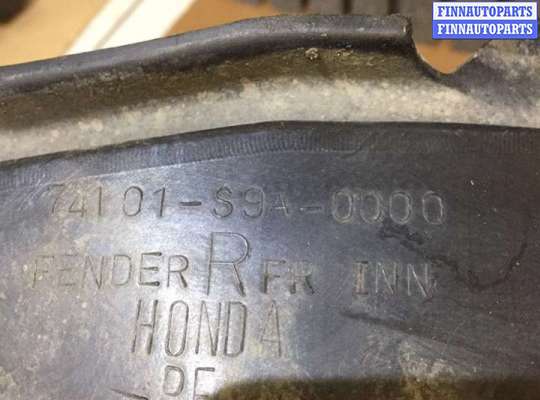 FINNAUTOPARTS
FINNAUTOPARTS
74101-S9A-0000
FENDER R FR INN
HONDA